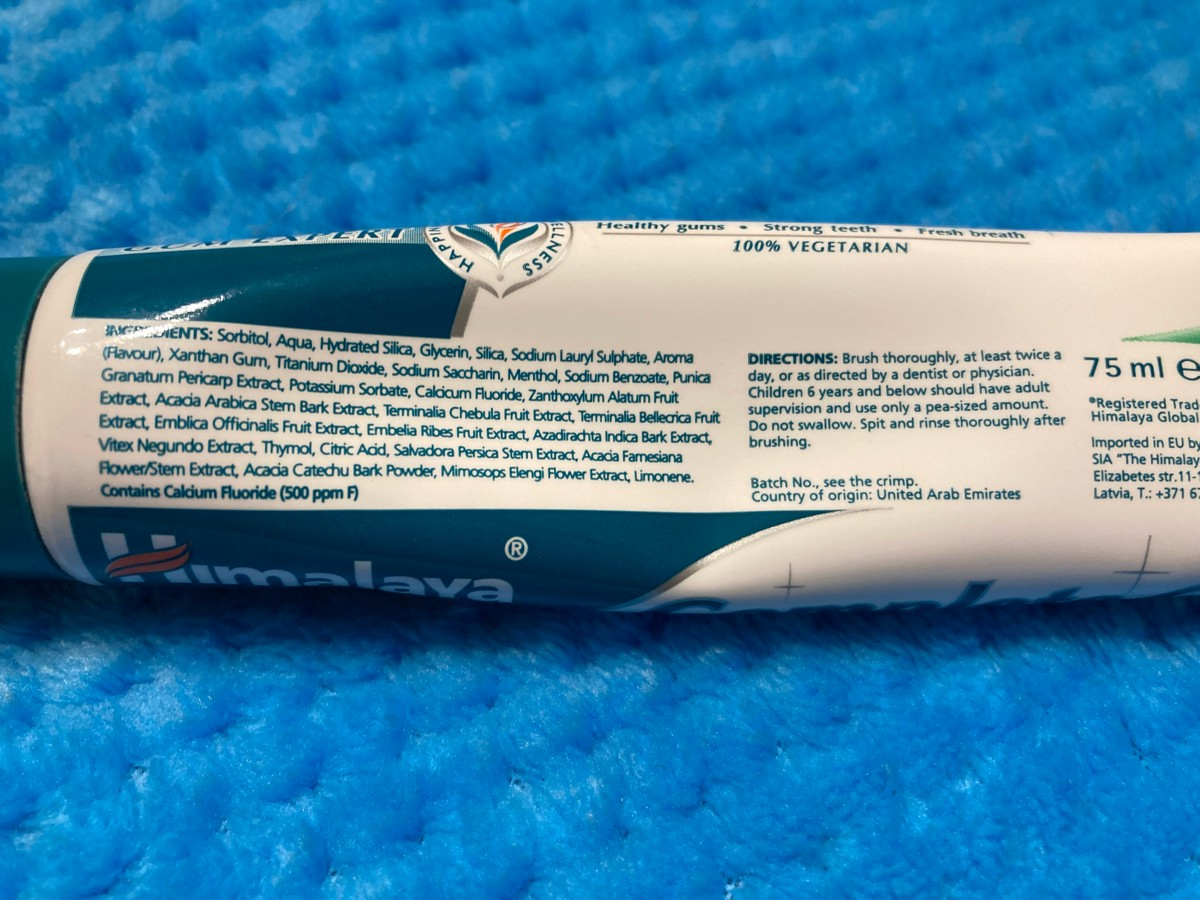 GUM EXPERT
HAPPI
ELLNESS
Healthy gums • Strong teeth • Fresh breath
100% VEGETARIAN
INGREDIENTS: Sorbitol, Aqua, Hydrated Silica, Glycerin, Silica, Sodium Lauryl Sulphate, Aroma
(Flavour), Xanthan Gum, Titanium Dioxide, Sodium Saccharin, Menthol, Sodium Benzoate, Punica
Granatum Pericarp Extract, Potassium Sorbate, Calcium Fluoride, Zanthoxylum Alatum Fruit
Extract, Acacia Arabica Stem Bark Extract, Terminalia Chebula Fruit Extract, Terminalia Bellecrica Fruit
Extract, Emblica Officinalis Fruit Extract, Embelia Ribes Fruit Extract, Azadirachta Indica Bark Extract,
Vitex Negundo Extract, Thymol, Citric Acid, Salvadora Persica Stem Extract, Acacia Farnesiana
Flower/Stem Extract, Acacia Catechu Bark Powder, Mimosops Elengi Flower Extract, Limonene.
Contains Calcium Fluoride (500 ppm F)
DIRECTIONS: Brush thoroughly, at least twice a
day, or as directed by a dentist or physician.
Children 6 years and below should have adult
supervision and use only a pea-sized amount.
Do not swallow. Spit and rinse thoroughly after
brushing.
Batch No., see the crimp.
Country of origin: United Arab Emirates
75 ml ℮
®Registered Trad
Himalaya Global
Imported in EU by
SIA "The Himalay
Elizabetes str.11-1
Latvia, T.: +371 67
Himalaya ®